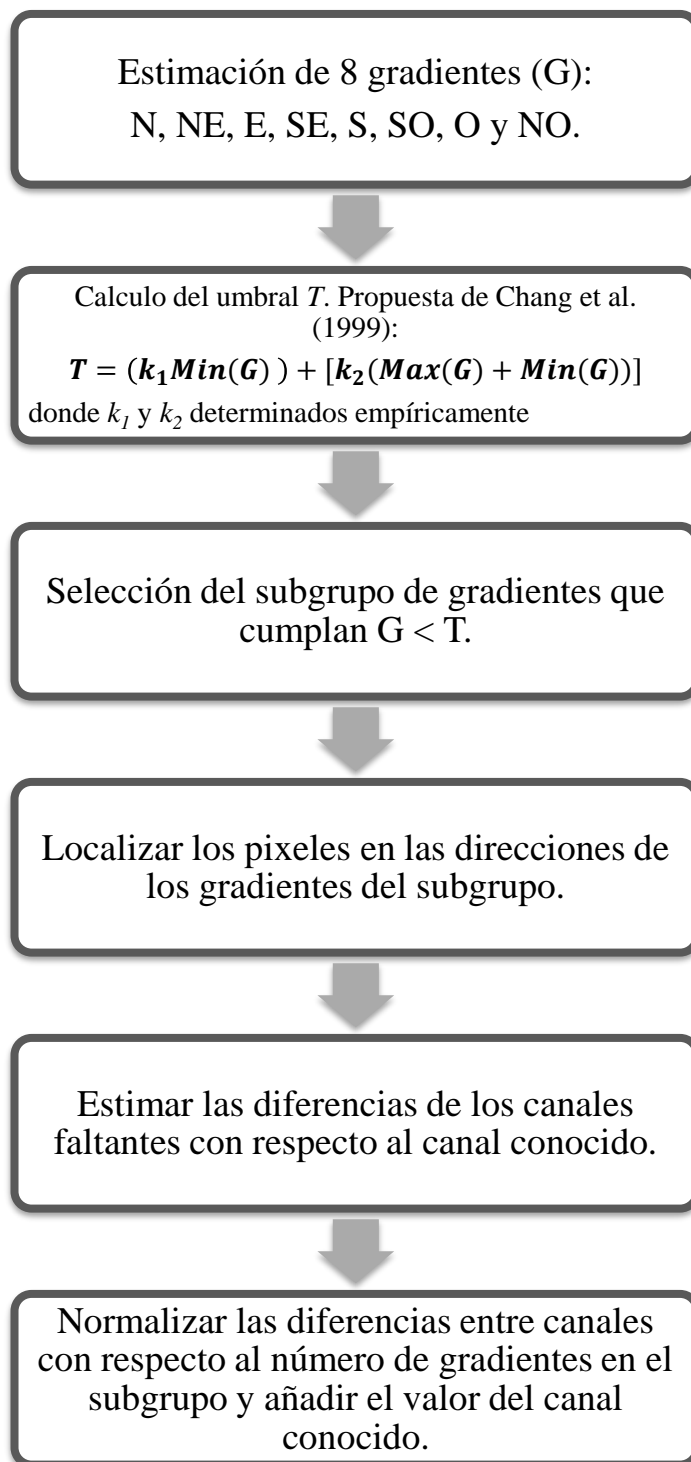 Estimación de 8 gradientes (G):
N, NE, E, SE, S, SO, O y NO.
Calculo del umbral T. Propuesta de Chang et al.
(1999):
T = (k₁Min(G) ) + [k₂(Max(G) + Min(G))]
donde k₁ y k₂ determinados empíricamente
Selección del subgrupo de gradientes que
cumplan G < T.
Localizar los pixeles en las direcciones de
los gradientes del subgrupo.
Estimar las diferencias de los canales
faltantes con respecto al canal conocido.
Normalizar las diferencias entre canales
con respecto al número de gradientes en el
subgrupo y añadir el valor del canal
conocido.